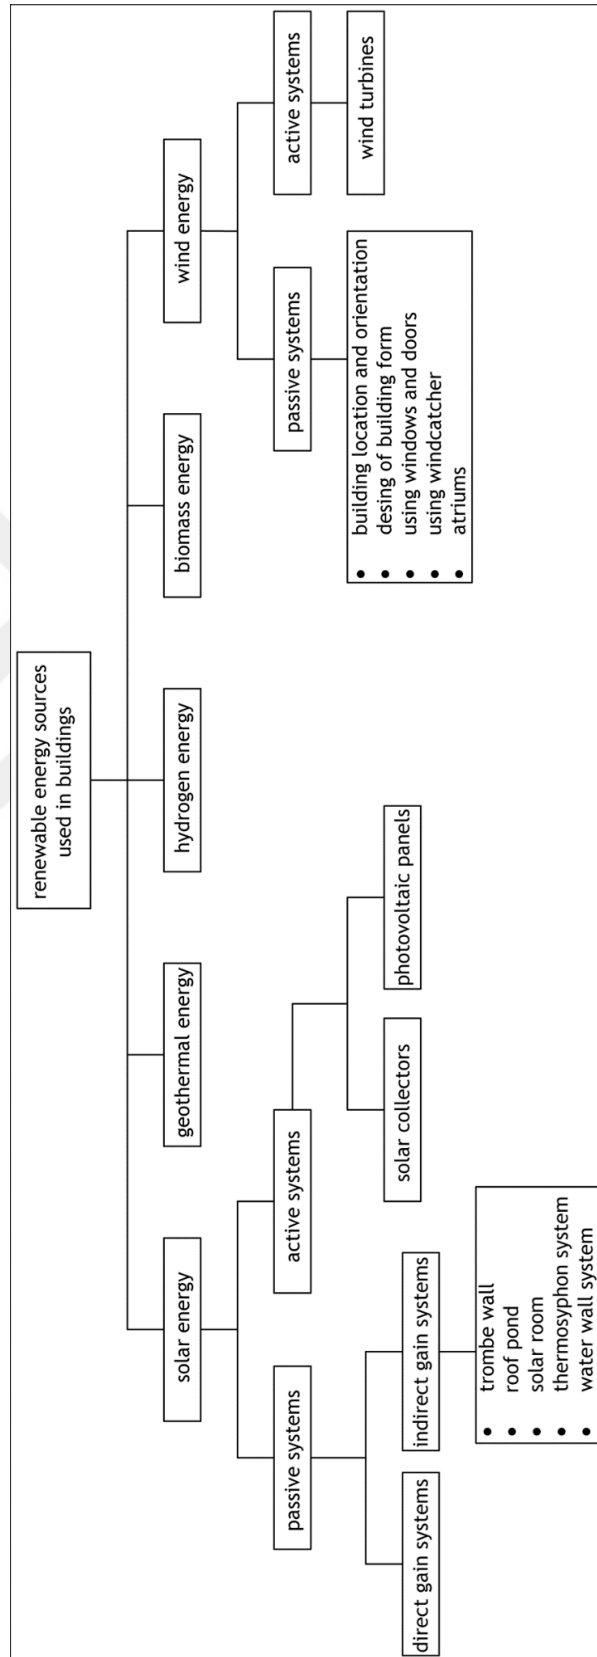 renewable energy sources
used in buildings
solar energy
geothermal energy
hydrogen energy
biomass energy
wind energy
passive systems
active systems
passive systems
active systems
direct gain systems
indirect gain systems
solar collectors
photovoltaic panels
• building location and orientation
• desing of building form
• using windows and doors
• using windcatcher
• atriums
wind turbines
• trombe wall
• roof pond
• solar room
• thermosyphon system
• water wall system